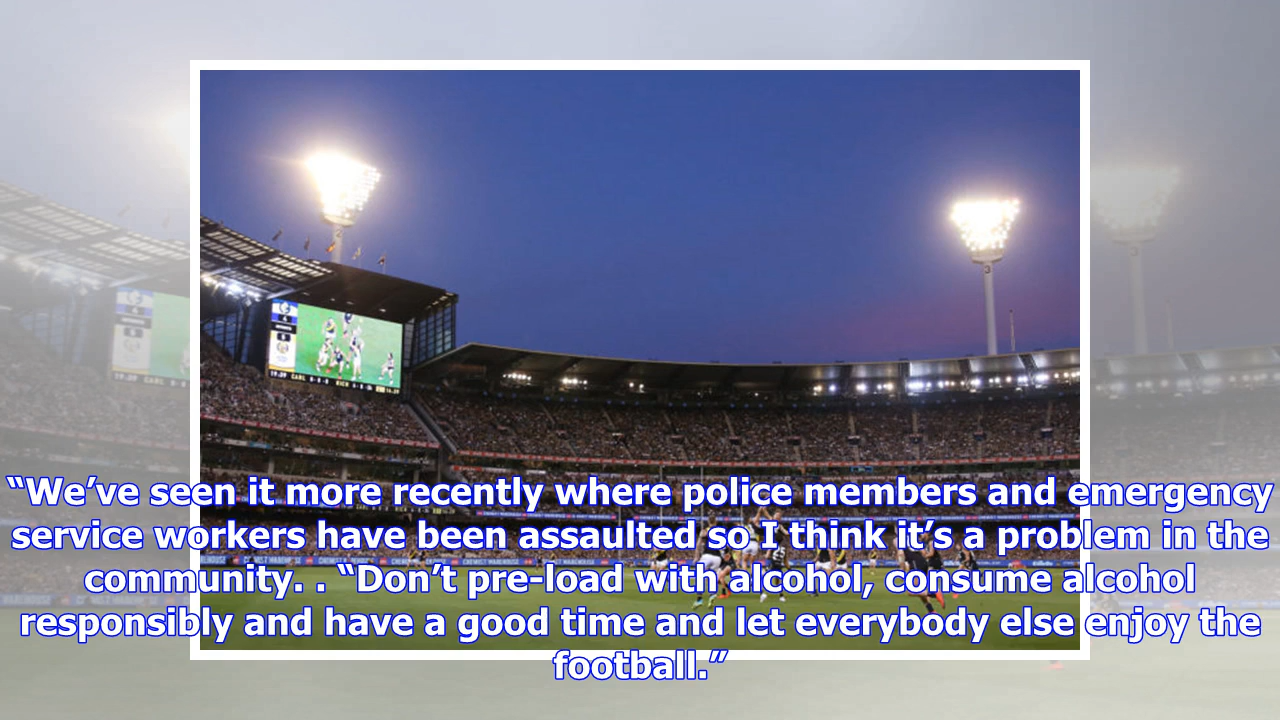 CARL
RICH
“We’ve seen it more recently where police members and emergency
service workers have been assaulted so I think it’s a problem in the
community. . “Don’t pre-load with alcohol, consume alcohol
responsibly and have a good time and let everybody else enjoy the
football.”